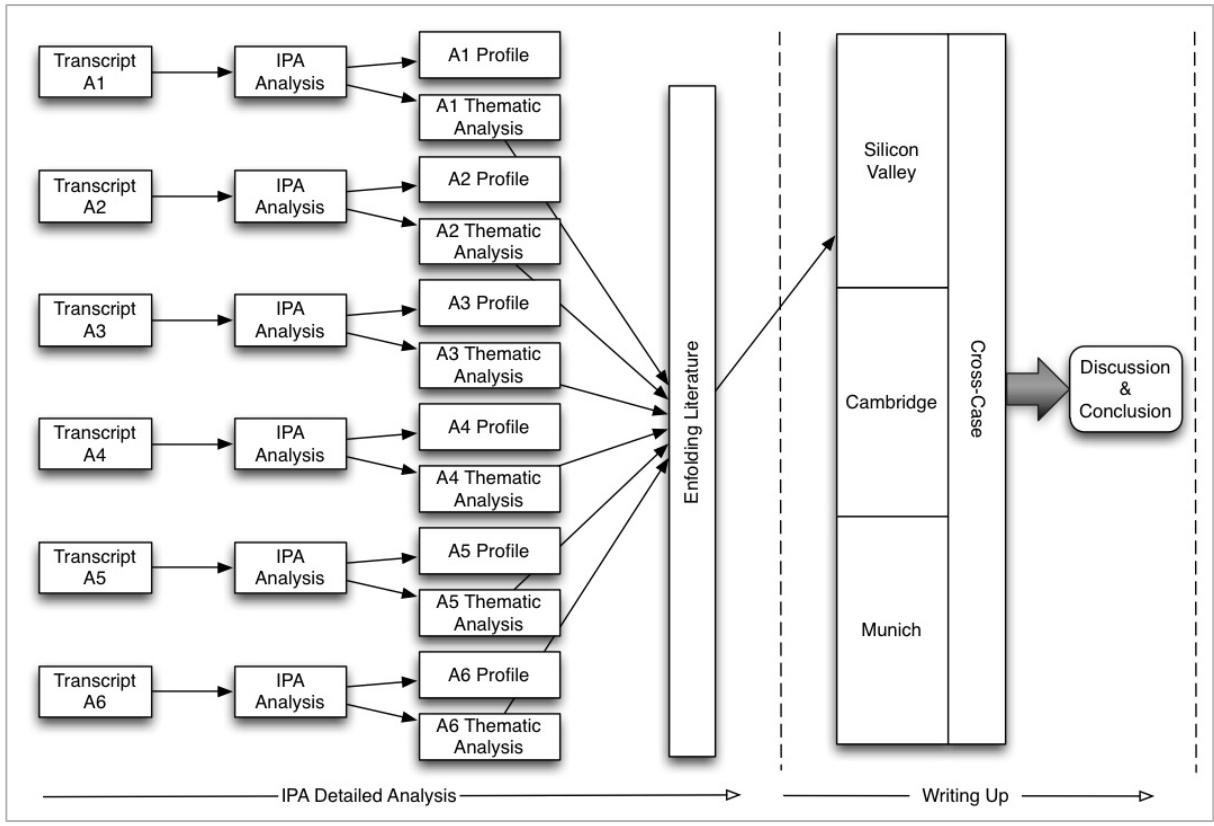 Transcript
A1
IPA
Analysis
A1 Profile
A1 Thematic
Analysis
Transcript
A2
IPA
Analysis
A2 Profile
A2 Thematic
Analysis
Transcript
A3
IPA
Analysis
A3 Profile
A3 Thematic
Analysis
Transcript
A4
IPA
Analysis
A4 Profile
A4 Thematic
Analysis
Transcript
A5
IPA
Analysis
A5 Profile
A5 Thematic
Analysis
Transcript
A6
IPA
Analysis
A6 Profile
A6 Thematic
Analysis
Enfolding Literature
Silicon
Valley
Cambridge
Munich
Cross-Case
Discussion
&
Conclusion
IPA Detailed Analysis
Writing Up